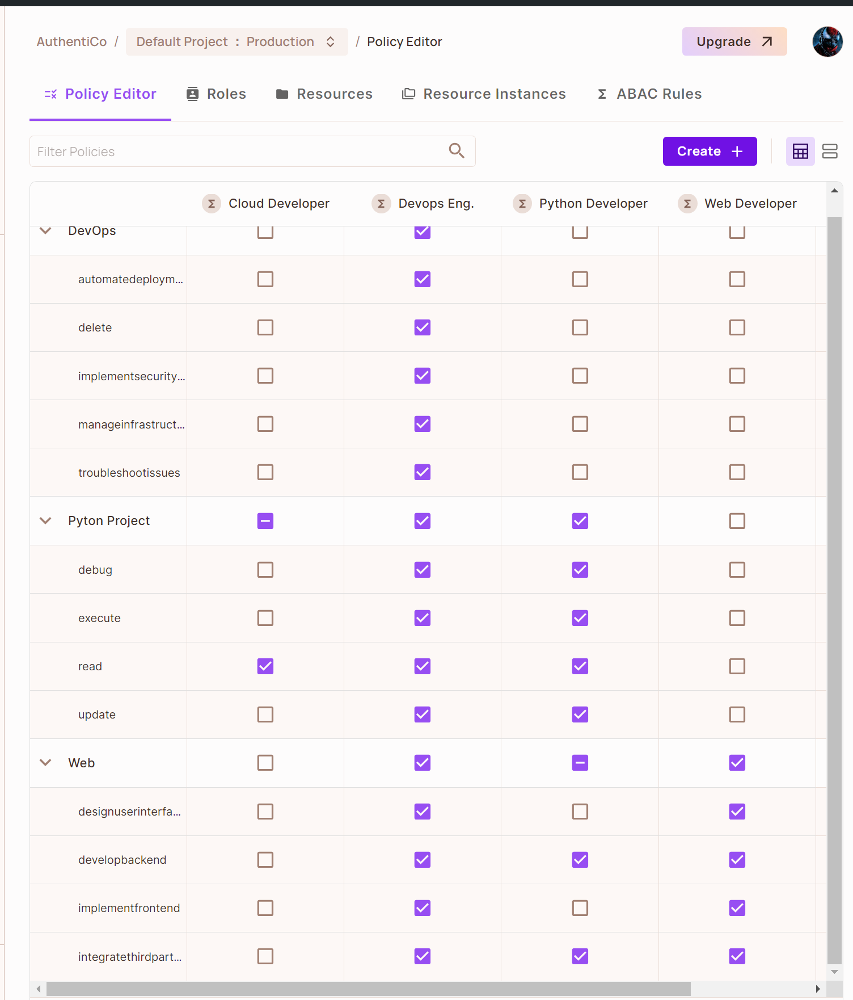 AuthentiCo / Default Project : Production / Policy Editor Upgrade
Policy Editor Roles Resources Resource Instances ABAC Rules
Filter Policies Create +
Σ Cloud Developer Σ Devops Eng. Σ Python Developer Σ Web Developer
DevOps
automatedeploym...
delete
implementsecurity...
manageinfrastruct...
troubleshootissues
Pyton Project
debug
execute
read
update
Web
designuserinterfa...
developbackend
implementfrontend
integratethirdpart...